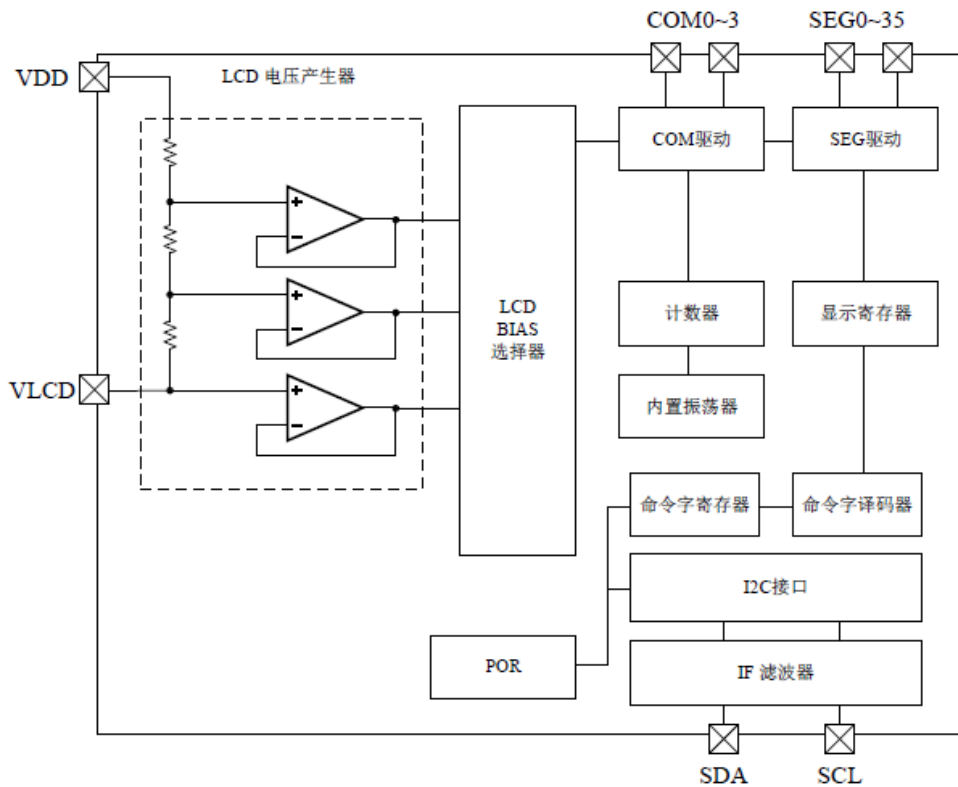 COM0~3
SEG0~35
VDD
LCD 电压产生器
COM驱动
SEG驱动
+
−
+
−
+
−
LCD
BIAS
选择器
计数器
显示寄存器
VLCD
内置振荡器
命令字寄存器
命令字译码器
I2C接口
POR
IF 滤波器
SDA
SCL